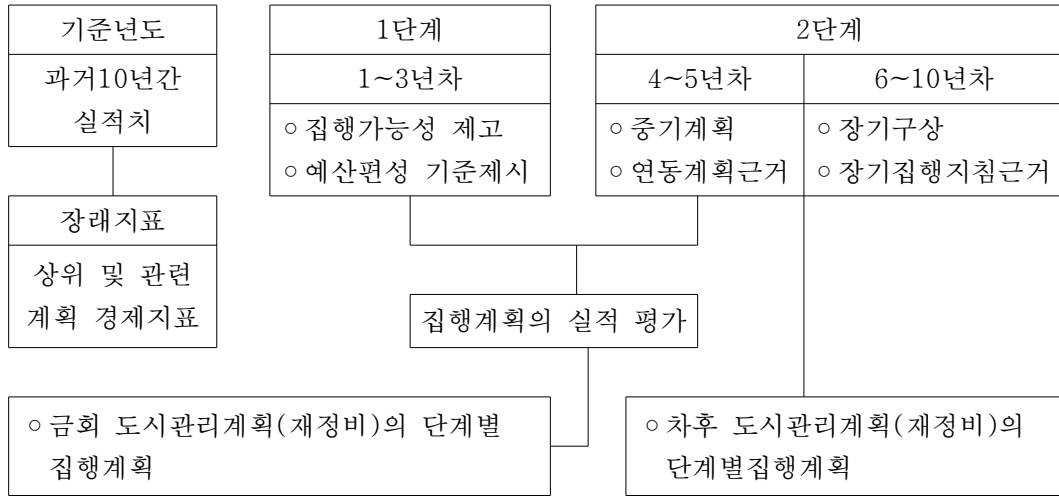 기준년도
과거10년간
실적치
장래지표
상위 및 관련
계획 경제지표
1단계
1~3년차
○ 집행가능성 제고
○ 예산편성 기준제시
2단계
4~5년차
○ 중기계획
○ 연동계획근거
6~10년차
○ 장기구상
○ 장기집행지침근거
집행계획의 실적 평가
○ 금회 도시관리계획(재정비)의 단계별
집행계획
○ 차후 도시관리계획(재정비)의
단계별집행계획